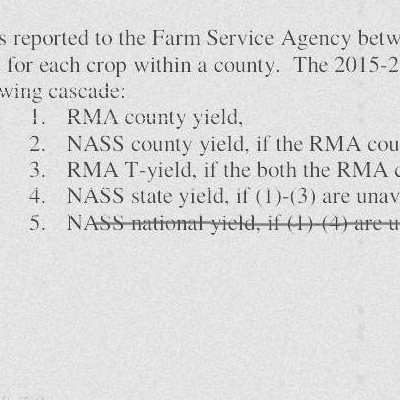 s reported to the Farm Service Agency betw
for each crop within a county. The 2015-2
wing cascade:
1. RMA county yield,
2. NASS county yield, if the RMA cou
3. RMA T-yield, if the both the RMA c
4. NASS state yield, if (1)-(3) are unav
5. NASS national yield, if (1)-(4) are u